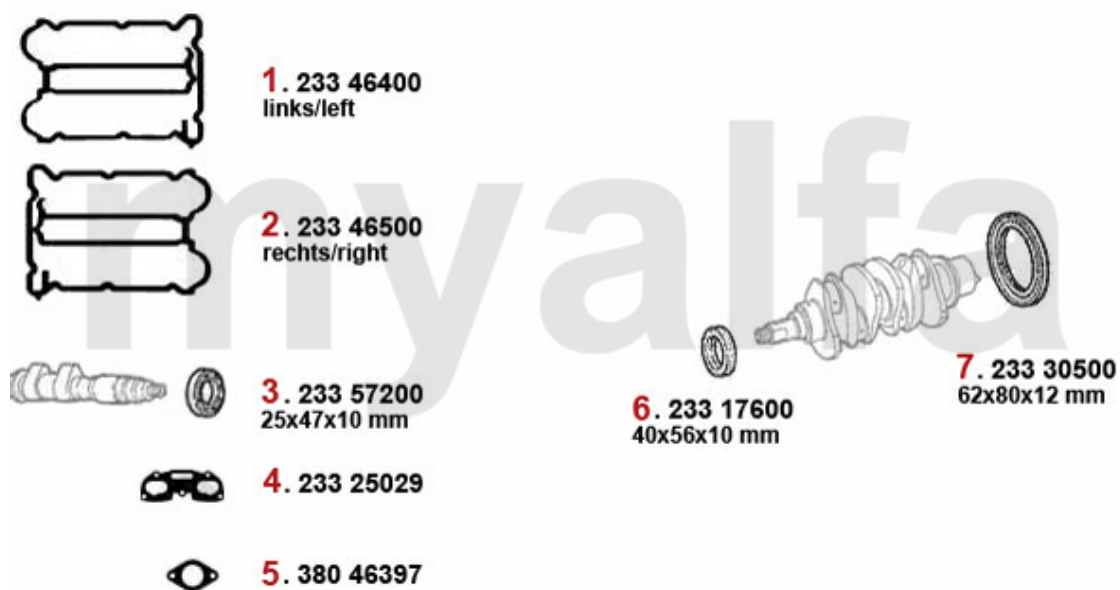 1. 233 46400
links/left
2. 233 46500
rechts/right
3. 233 57200
25x47x10 mm
4. 233 25029
5. 380 46397
6. 233 17600
40x56x10 mm
7. 233 30500
62x80x12 mm
myalfa